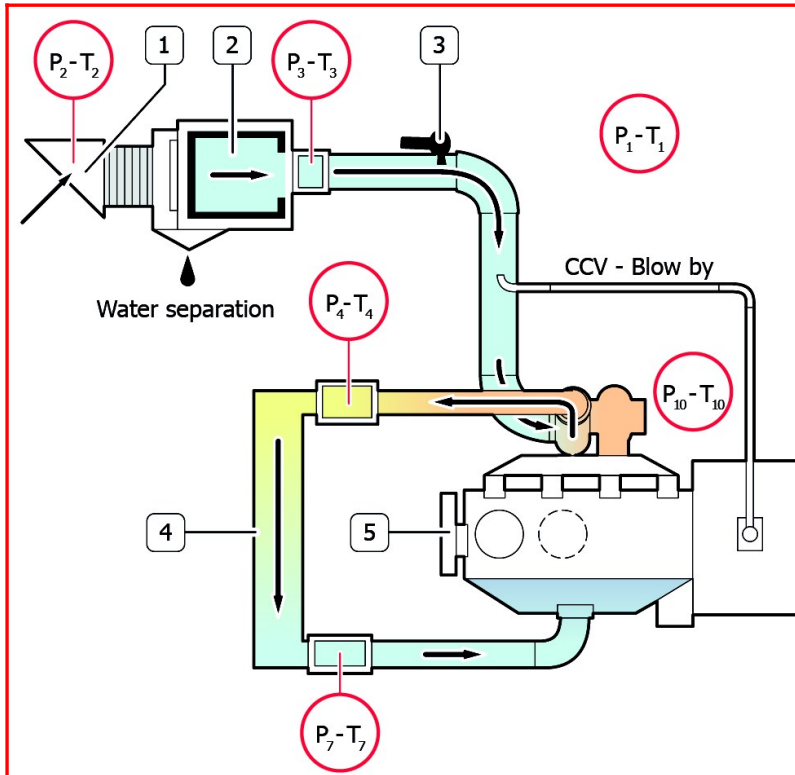 1
2
3
P₂-T₂
P₃-T₃
P₁-T₁
CCV - Blow by
Water separation
P₄-T₄
P₁₀-T₁₀
4
5
P₇-T₇